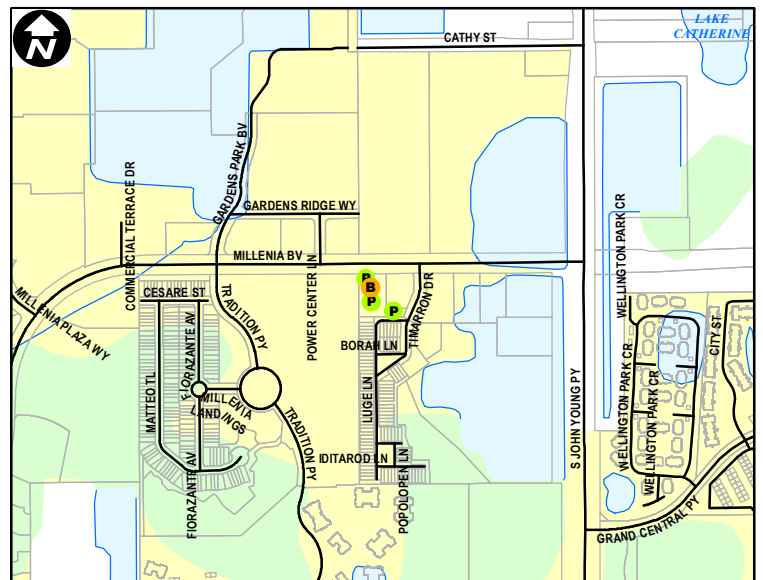 N
LAKE
CATHERINE
CATHY ST
GARDENS PARK BV
GARDENS RIDGE WY
COMMERCIAL TERRACE DR
WELLINGTON PARK CR
MILLENIA BV
POWER CENTER LN
TIMARRON DR
P
B
P
P
MILLENIA PLAZA WY
CESARE ST
TRADITION PY
FIORAZANTE AV
BORAH LN
CITY ST
MATTEO TL
MILLENIA
LANDINGS
LUGE LN
WELLINGTON PARK CR
WELLINGTON PARK CR
S JOHN YOUNG PY
TRADITION PY
IDITAROD LN
POPOLOPEN LN
FIORAZANTE AV
GRAND CENTRAL PY